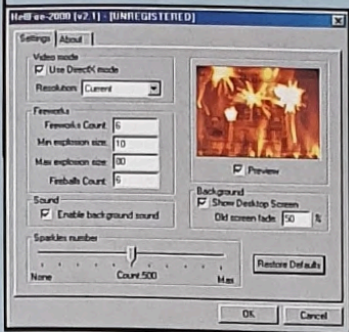 (v2.1) - [UNREGISTERED]
Settings About
Video mode
Use DirectX mode
Resolution: Current
Fireworks
Fireworks Count: 6
Min explosion size: 10
Max explosion size: 80
Fireballs Count: 6
Preview
Sound
Enable background sound
Background
Show Desktop Screen
Old screen fade: 50 %
Sparkles number
None Count:500 Max
Restore Defaults
OK Cancel